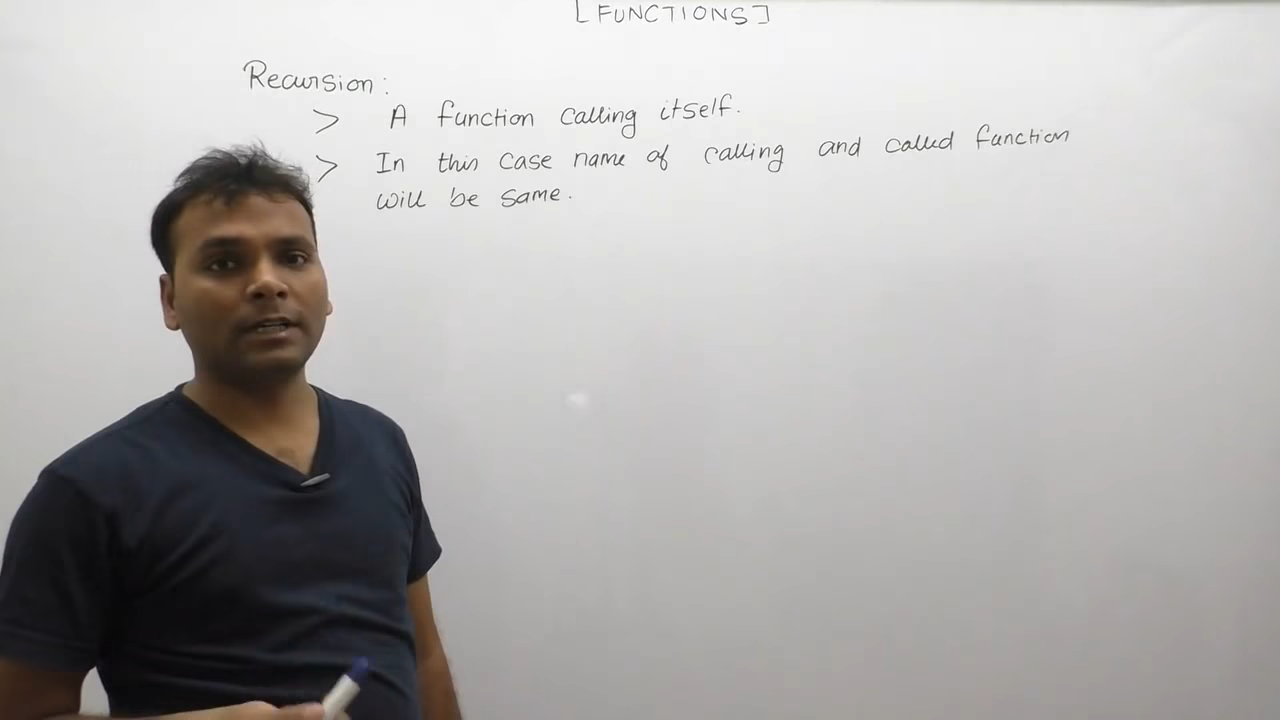 [FUNCTIONS]
Recursion:
> A function calling itself.
> In this case name of calling and called function
will be same.